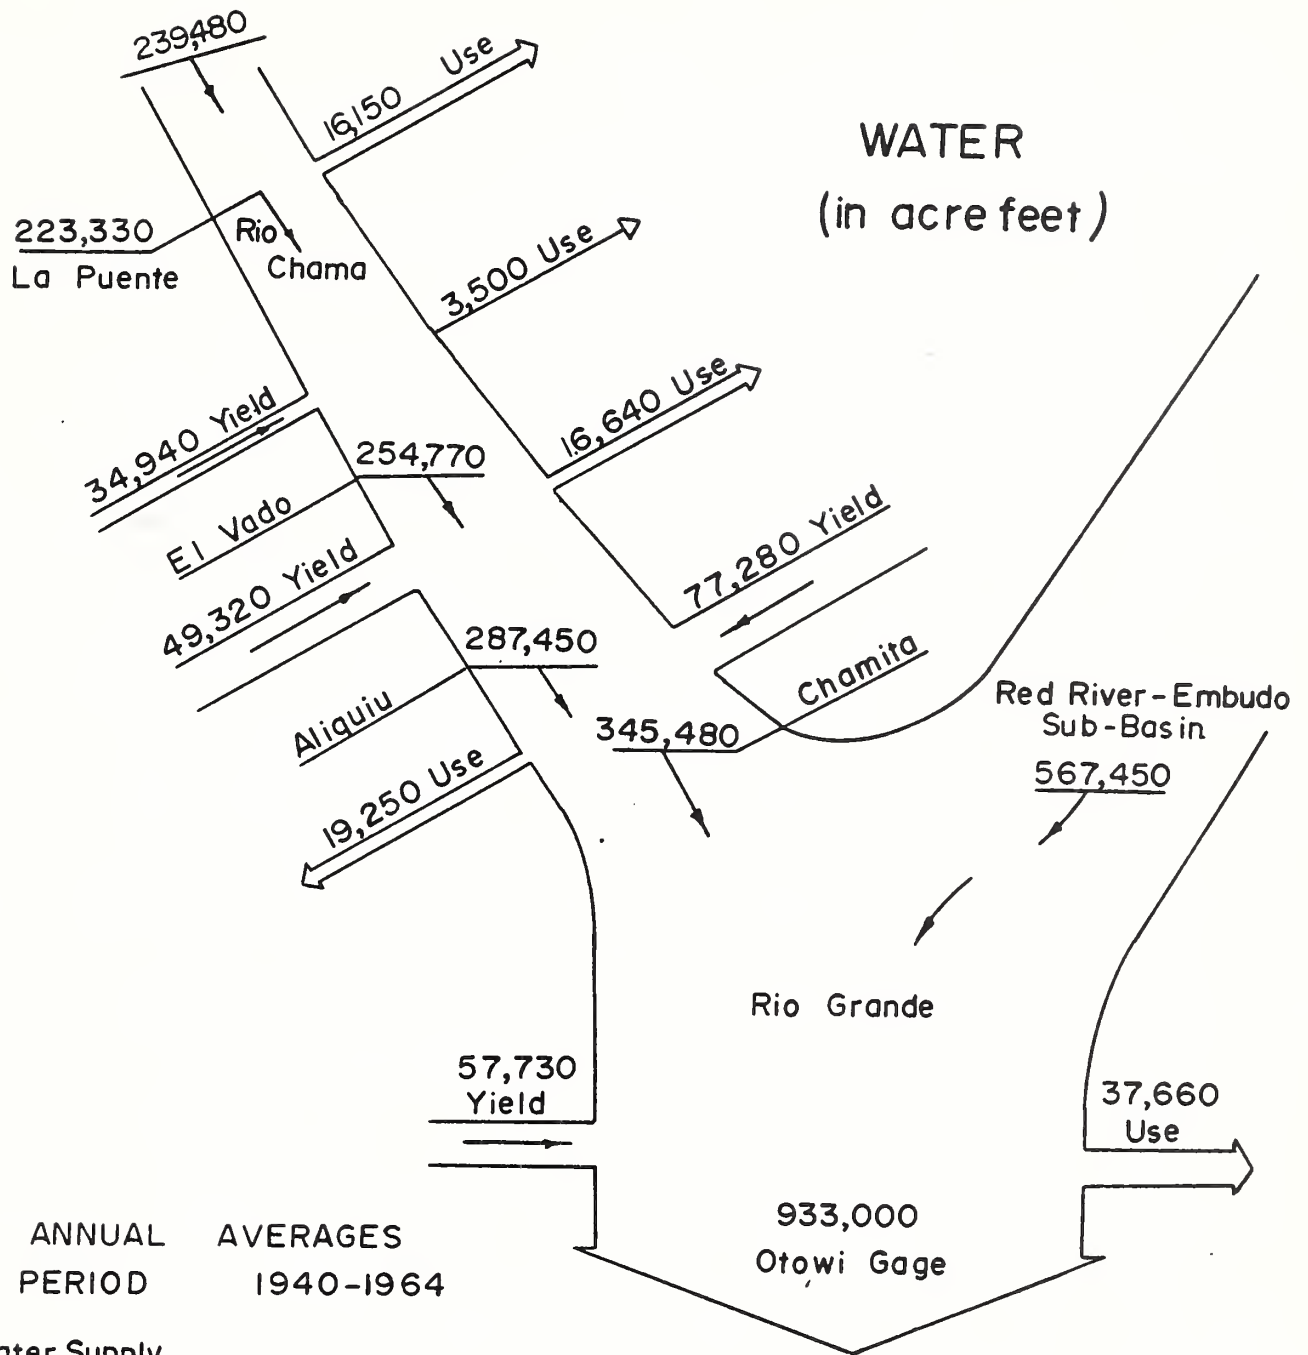 239,480
16,150 Use
WATER
(in acre feet)
223,330
La Puente
Rio
Chama
3,500 Use
34,940 Yield
16,640 Use
254,770
El Vado
49,320 Yield
77,280 Yield
287,450
Aliquiu
Chamita
345,480
Red River-Embudo
Sub-Basin
567,450
19,250 Use
Rio Grande
57,730
Yield
37,660
Use
933,000
Otowi Gage
ANNUAL AVERAGES
PERIOD 1940-1964
ater Supply